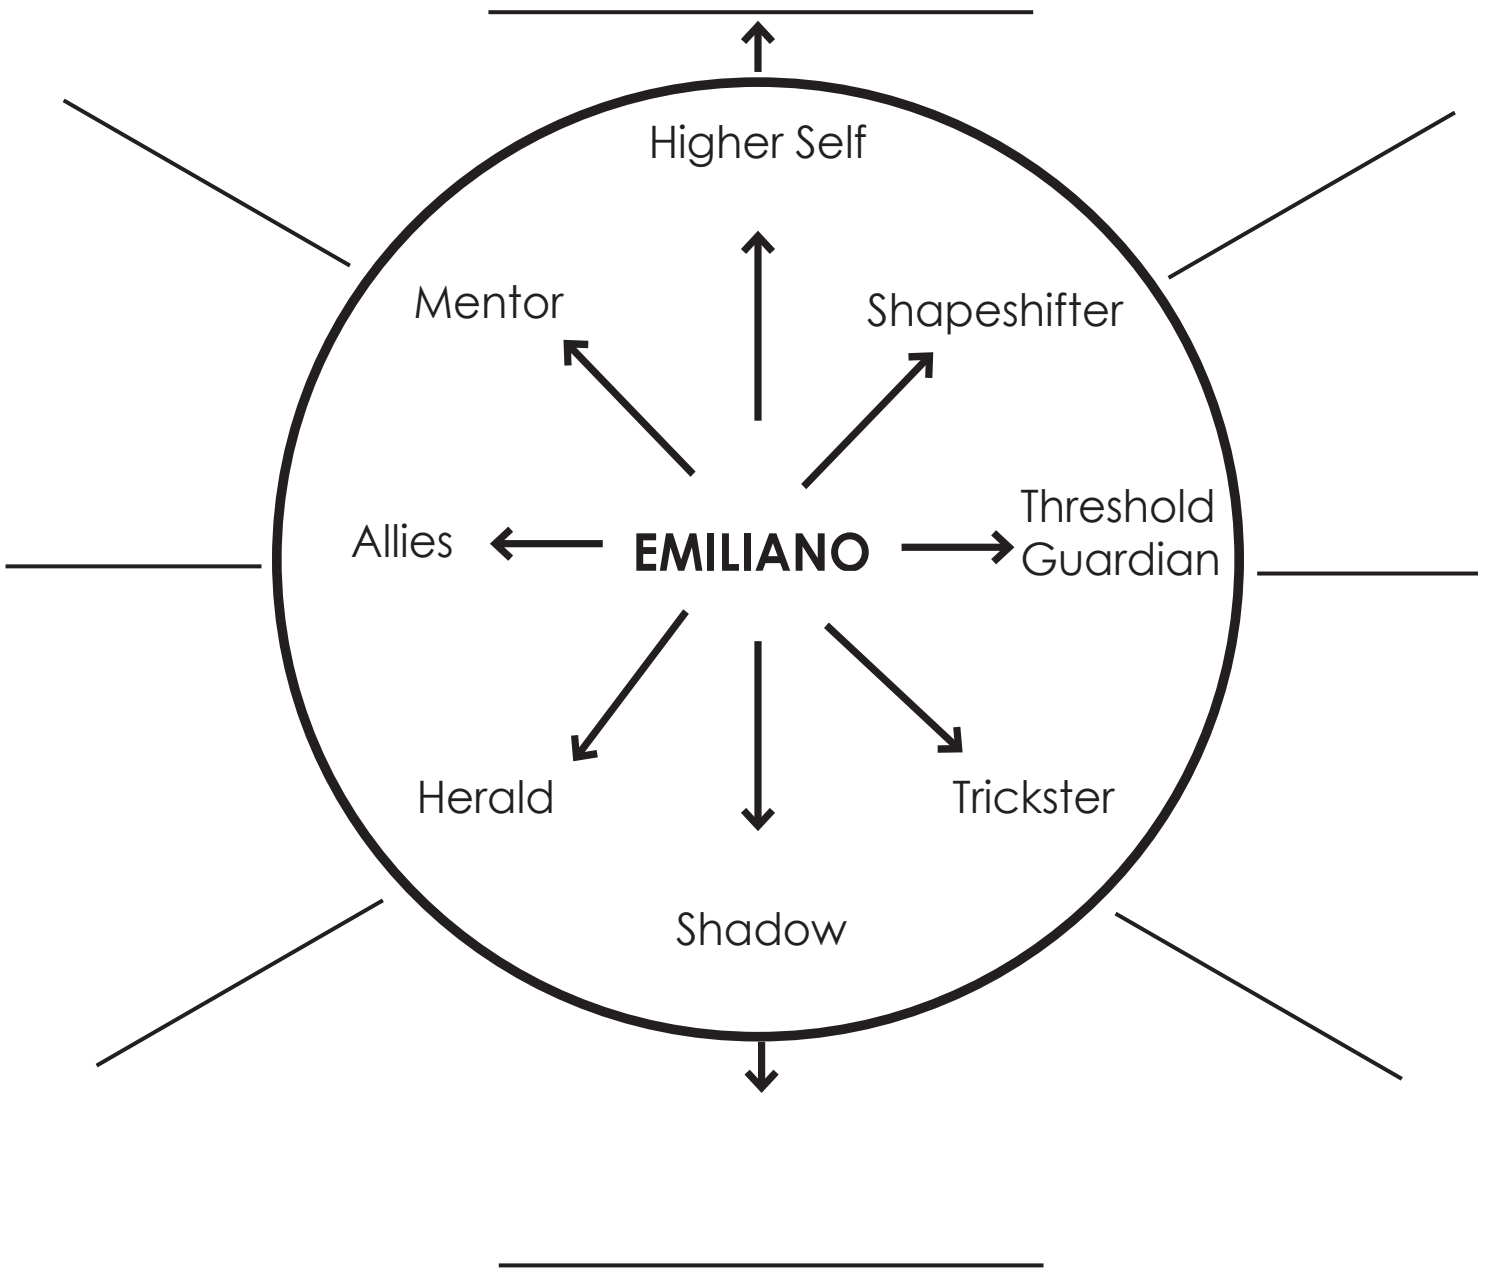 Higher Self
Mentor
Shapeshifter
Allies
EMILIANO
Threshold
Guardian
Herald
Trickster
Shadow